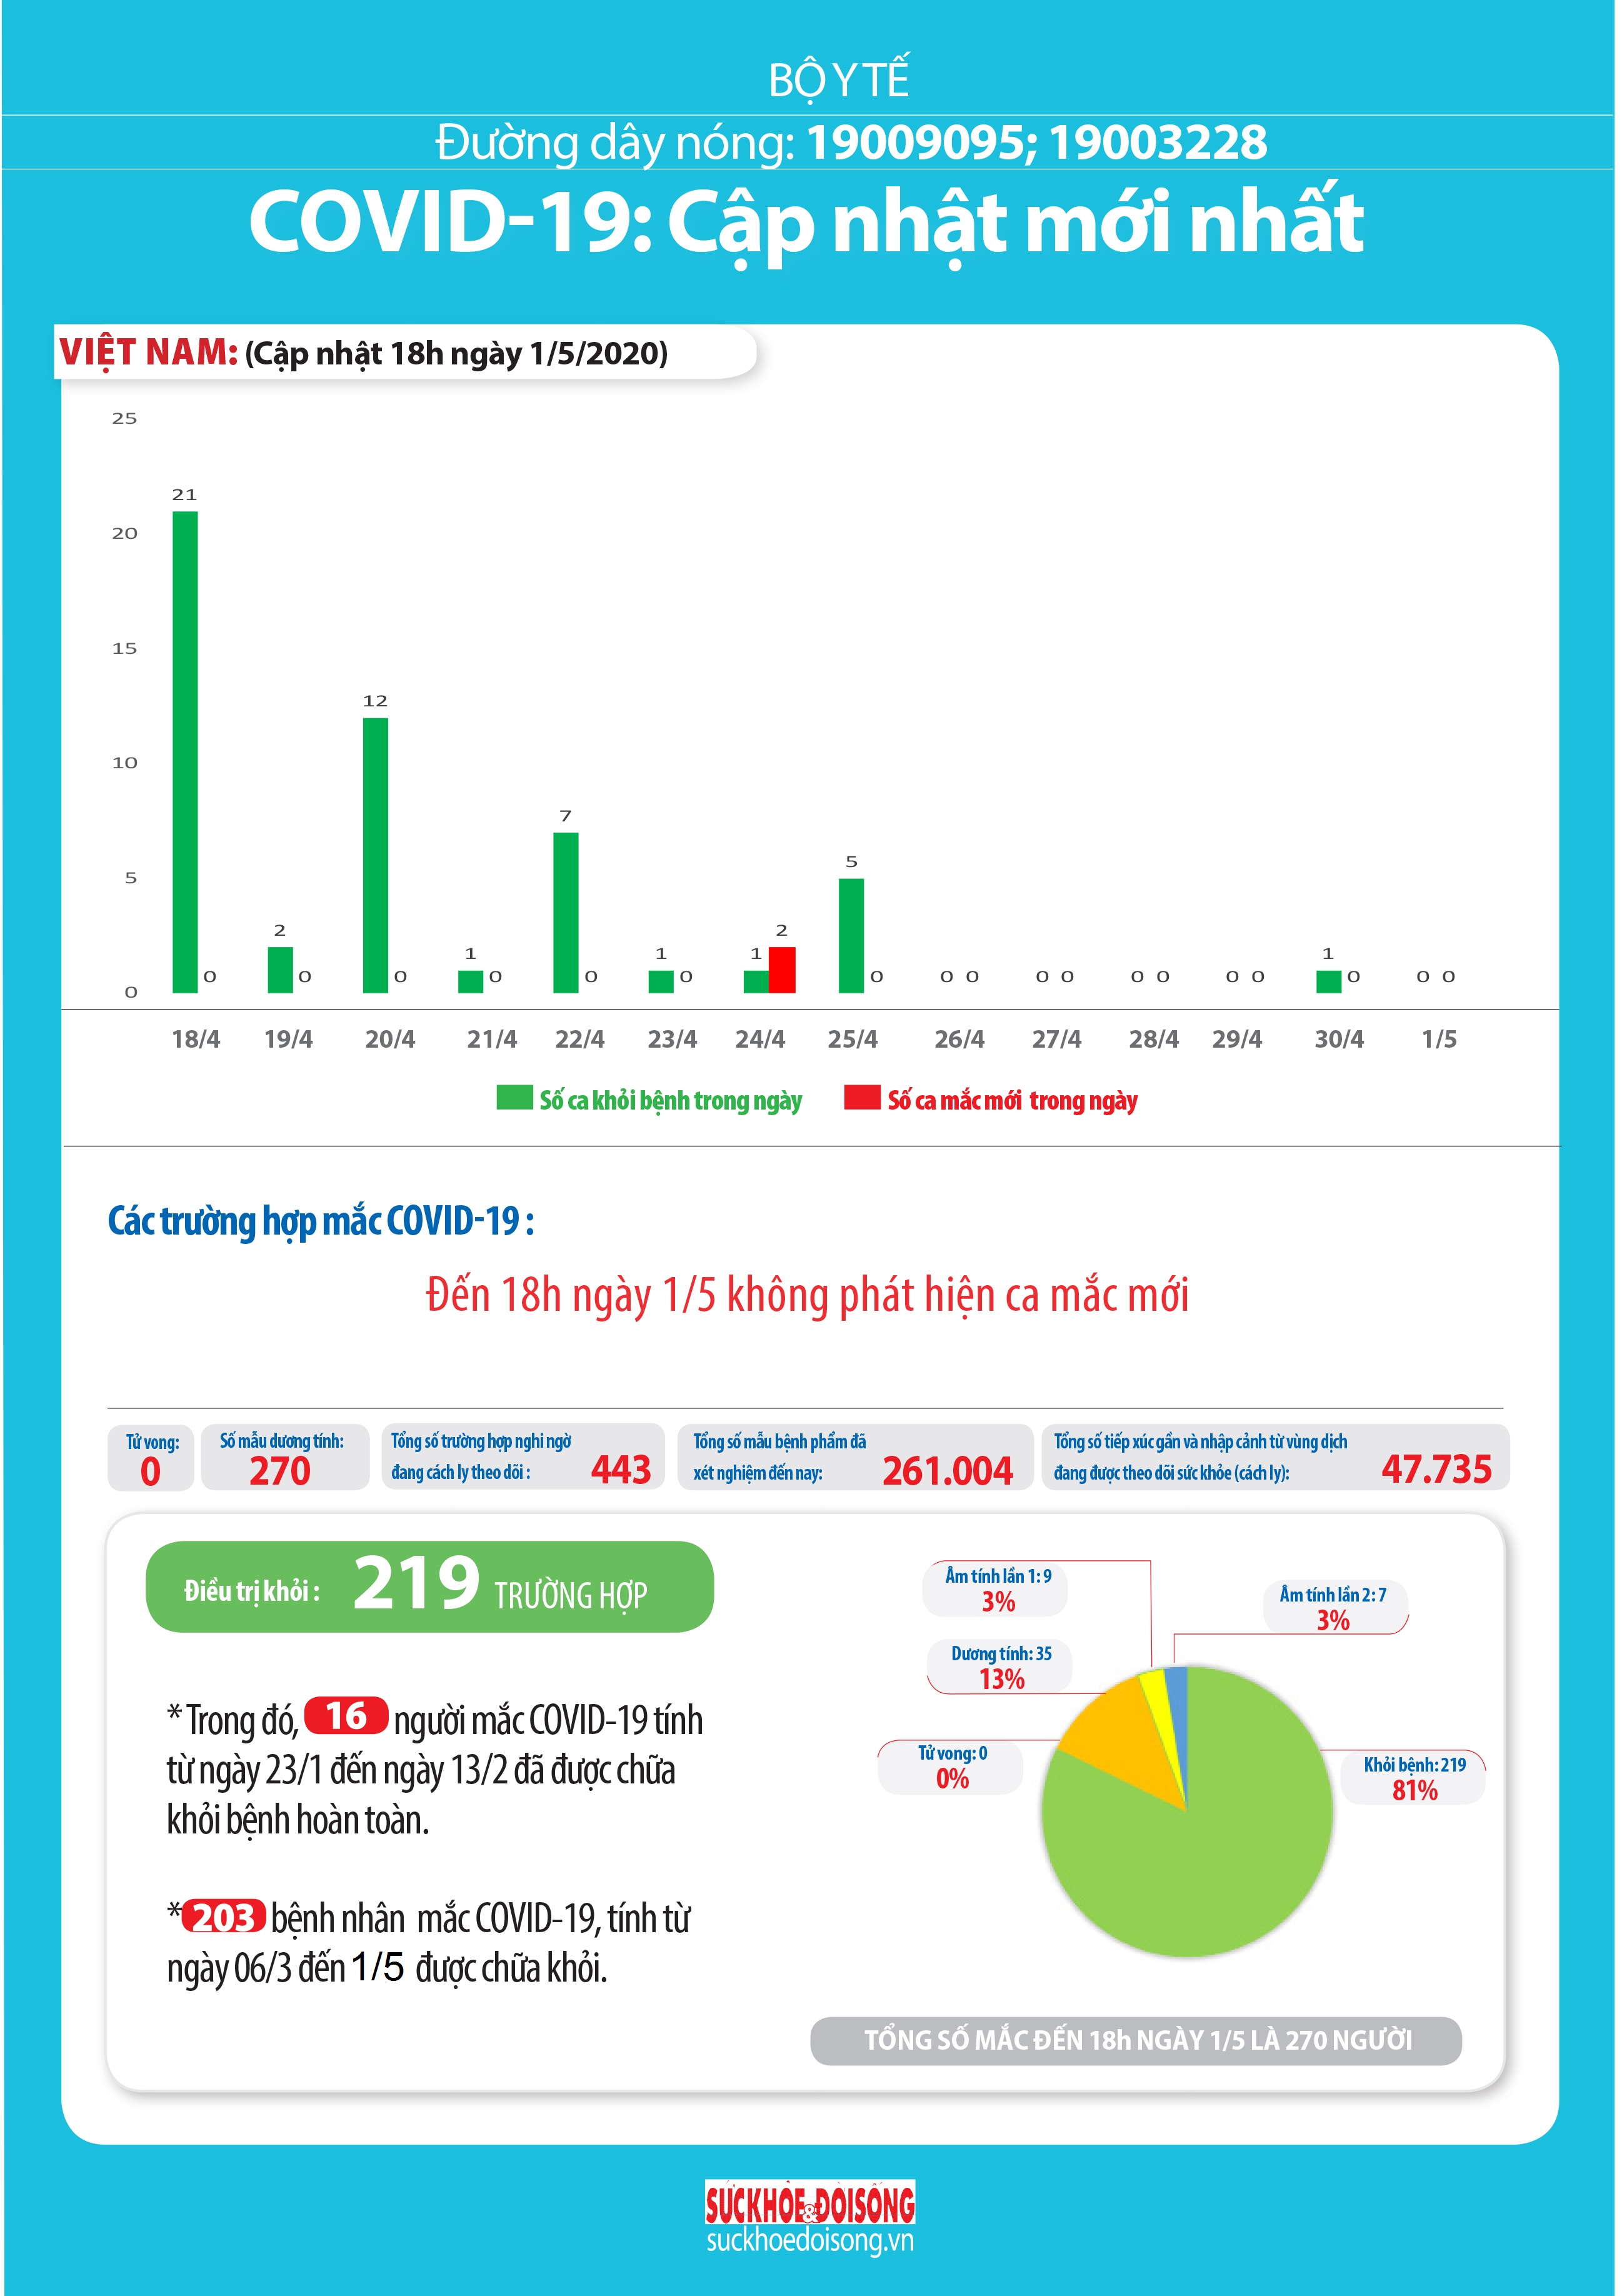 BỘ Y TẾ
Đường dây nóng: 19009095; 19003228
COVID-19: Cập nhật mới nhất
VIỆT NAM: (Cập nhật 18h ngày 1/5/2020)
25
20
15
10
5
0
21 0
2 0
12 0
1 0
7 0
1 0
1 2
5 0
0 0
0 0
0 0
0 0
1 0
0 0
18/4 19/4 20/4 21/4 22/4 23/4 24/4 25/4 26/4 27/4 28/4 29/4 30/4 1/5
Số ca khỏi bệnh trong ngày Số ca mắc mới trong ngày
Các trường hợp mắc COVID-19 :
Đến 18h ngày 1/5 không phát hiện ca mắc mới
Tử vong:
0
Số mẫu dương tính:
270
Tổng số trường hợp nghi ngờ
đang cách ly theo dõi : 443
Tổng số mẫu bệnh phẩm đã
xét nghiệm đến nay: 261.004
Tổng số tiếp xúc gần và nhập cảnh từ vùng dịch
đang được theo dõi sức khỏe (cách ly): 47.735
Điều trị khỏi : 219 TRƯỜNG HỢP
* Trong đó, 16 người mắc COVID-19 tính
từ ngày 23/1 đến ngày 13/2 đã được chữa
khỏi bệnh hoàn toàn.
* 203 bệnh nhân mắc COVID-19, tính từ
ngày 06/3 đến 1/5 được chữa khỏi.
Âm tính lần 1: 9
3%
Âm tính lần 2: 7
3%
Dương tính: 35
13%
Tử vong: 0
0%
Khỏi bệnh: 219
81%
TỔNG SỐ MẮC ĐẾN 18h NGÀY 1/5 LÀ 270 NGƯỜI
SỨC KHỎE & ĐỜI SỐNG
suckhoedoisong.vn